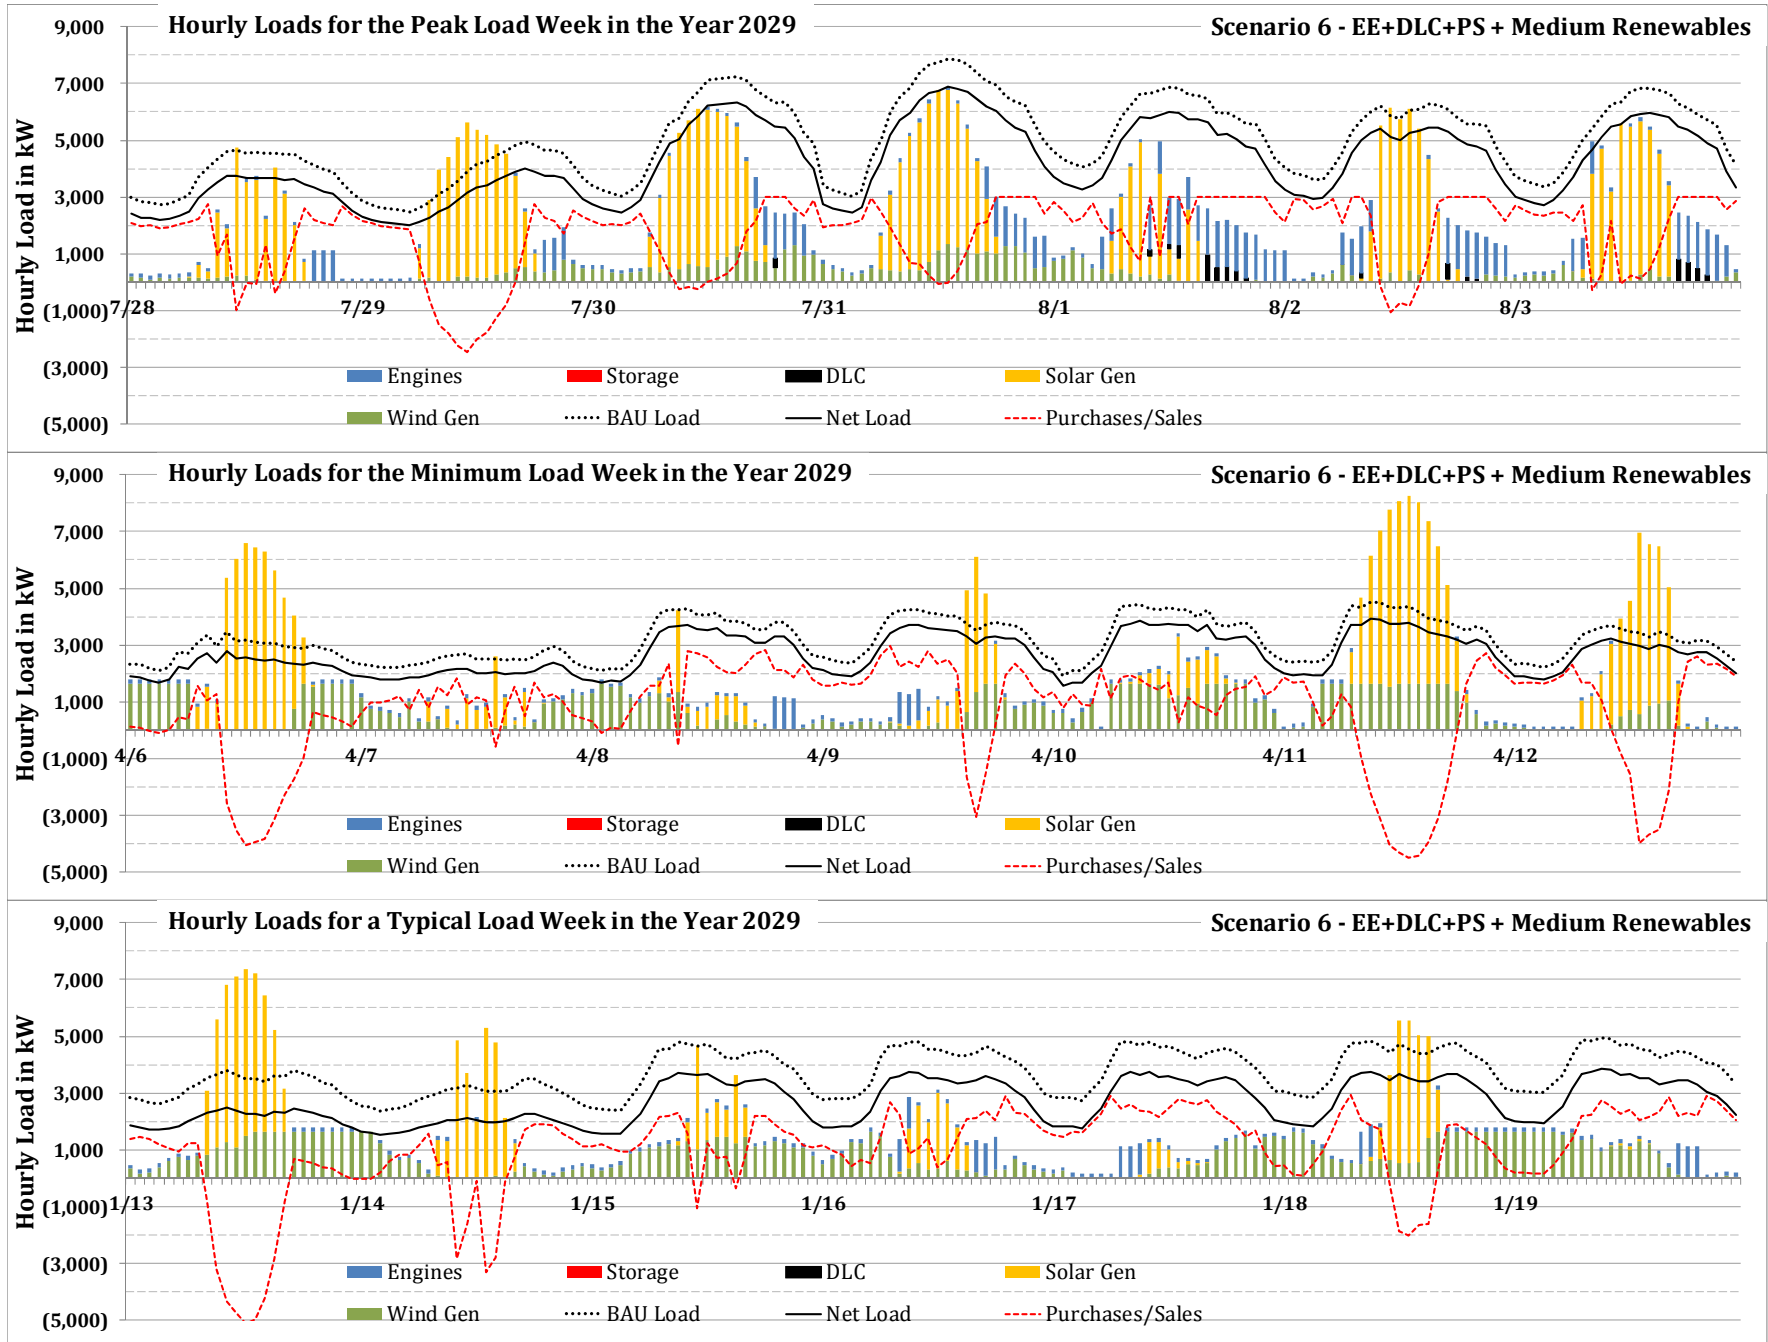 Hourly Loads for the Peak Load Week in the Year 2029
Scenario 6 - EE+DLC+PS + Medium Renewables
Hourly Load in kW
9,000
7,000
5,000
3,000
1,000
(1,000)
(3,000)
(5,000)
7/28 7/29 7/30 7/31 8/1 8/2 8/3
Engines Storage DLC Solar Gen
Wind Gen BAU Load Net Load Purchases/Sales
Hourly Loads for the Minimum Load Week in the Year 2029
Scenario 6 - EE+DLC+PS + Medium Renewables
Hourly Load in kW
9,000
7,000
5,000
3,000
1,000
(1,000)
(3,000)
(5,000)
4/6 4/7 4/8 4/9 4/10 4/11 4/12
Engines Storage DLC Solar Gen
Wind Gen BAU Load Net Load Purchases/Sales
Hourly Loads for a Typical Load Week in the Year 2029
Scenario 6 - EE+DLC+PS + Medium Renewables
Hourly Load in kW
9,000
7,000
5,000
3,000
1,000
(1,000)
(3,000)
(5,000)
1/13 1/14 1/15 1/16 1/17 1/18 1/19
Engines Storage DLC Solar Gen
Wind Gen BAU Load Net Load Purchases/Sales